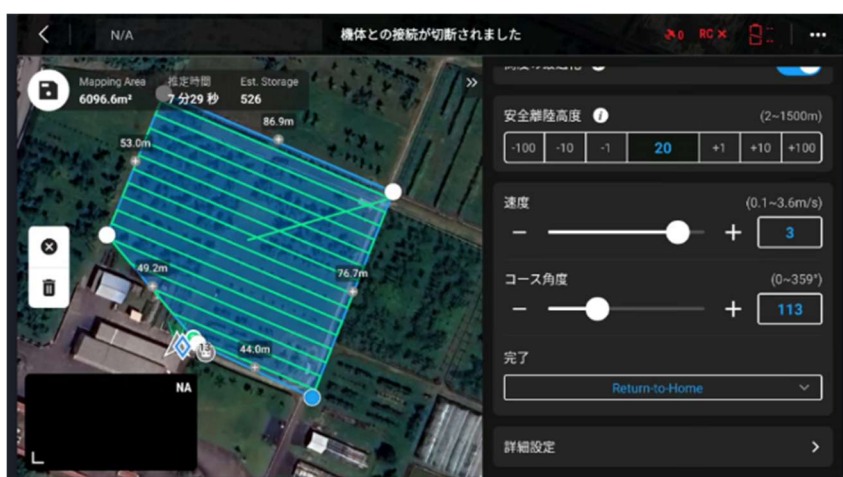 N/A
機体との接続が切断されました
0
RC
Mapping Area
6096.6m²
推定時間
7 分29 秒
Est. Storage
526
86.9m
53.0m
49.2m
76.7m
44.0m
NA
安全離陸高度
(2~1500m)
-100 -10 -1 20 +1 +10 +100
速度
(0.1~3.6m/s)
3
コース角度
(0~359°)
113
完了
Return-to-Home
詳細設定